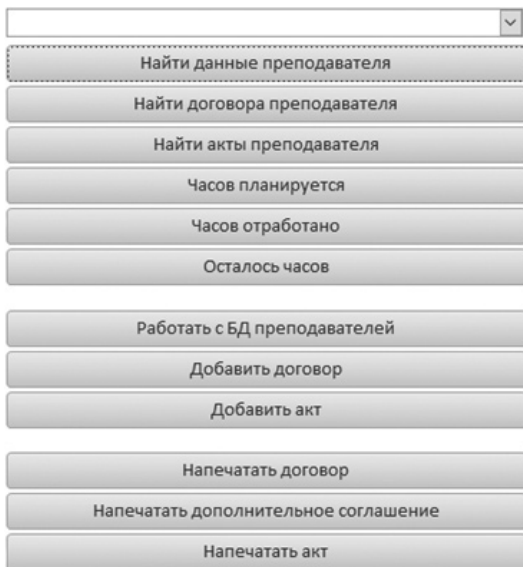 Найти данные преподавателя
Найти договора преподавателя
Найти акты преподавателя
Часов планируется
Часов отработано
Осталось часов
Работать с БД преподавателей
Добавить договор
Добавить акт
Напечатать договор
Напечатать дополнительное соглашение
Напечатать акт